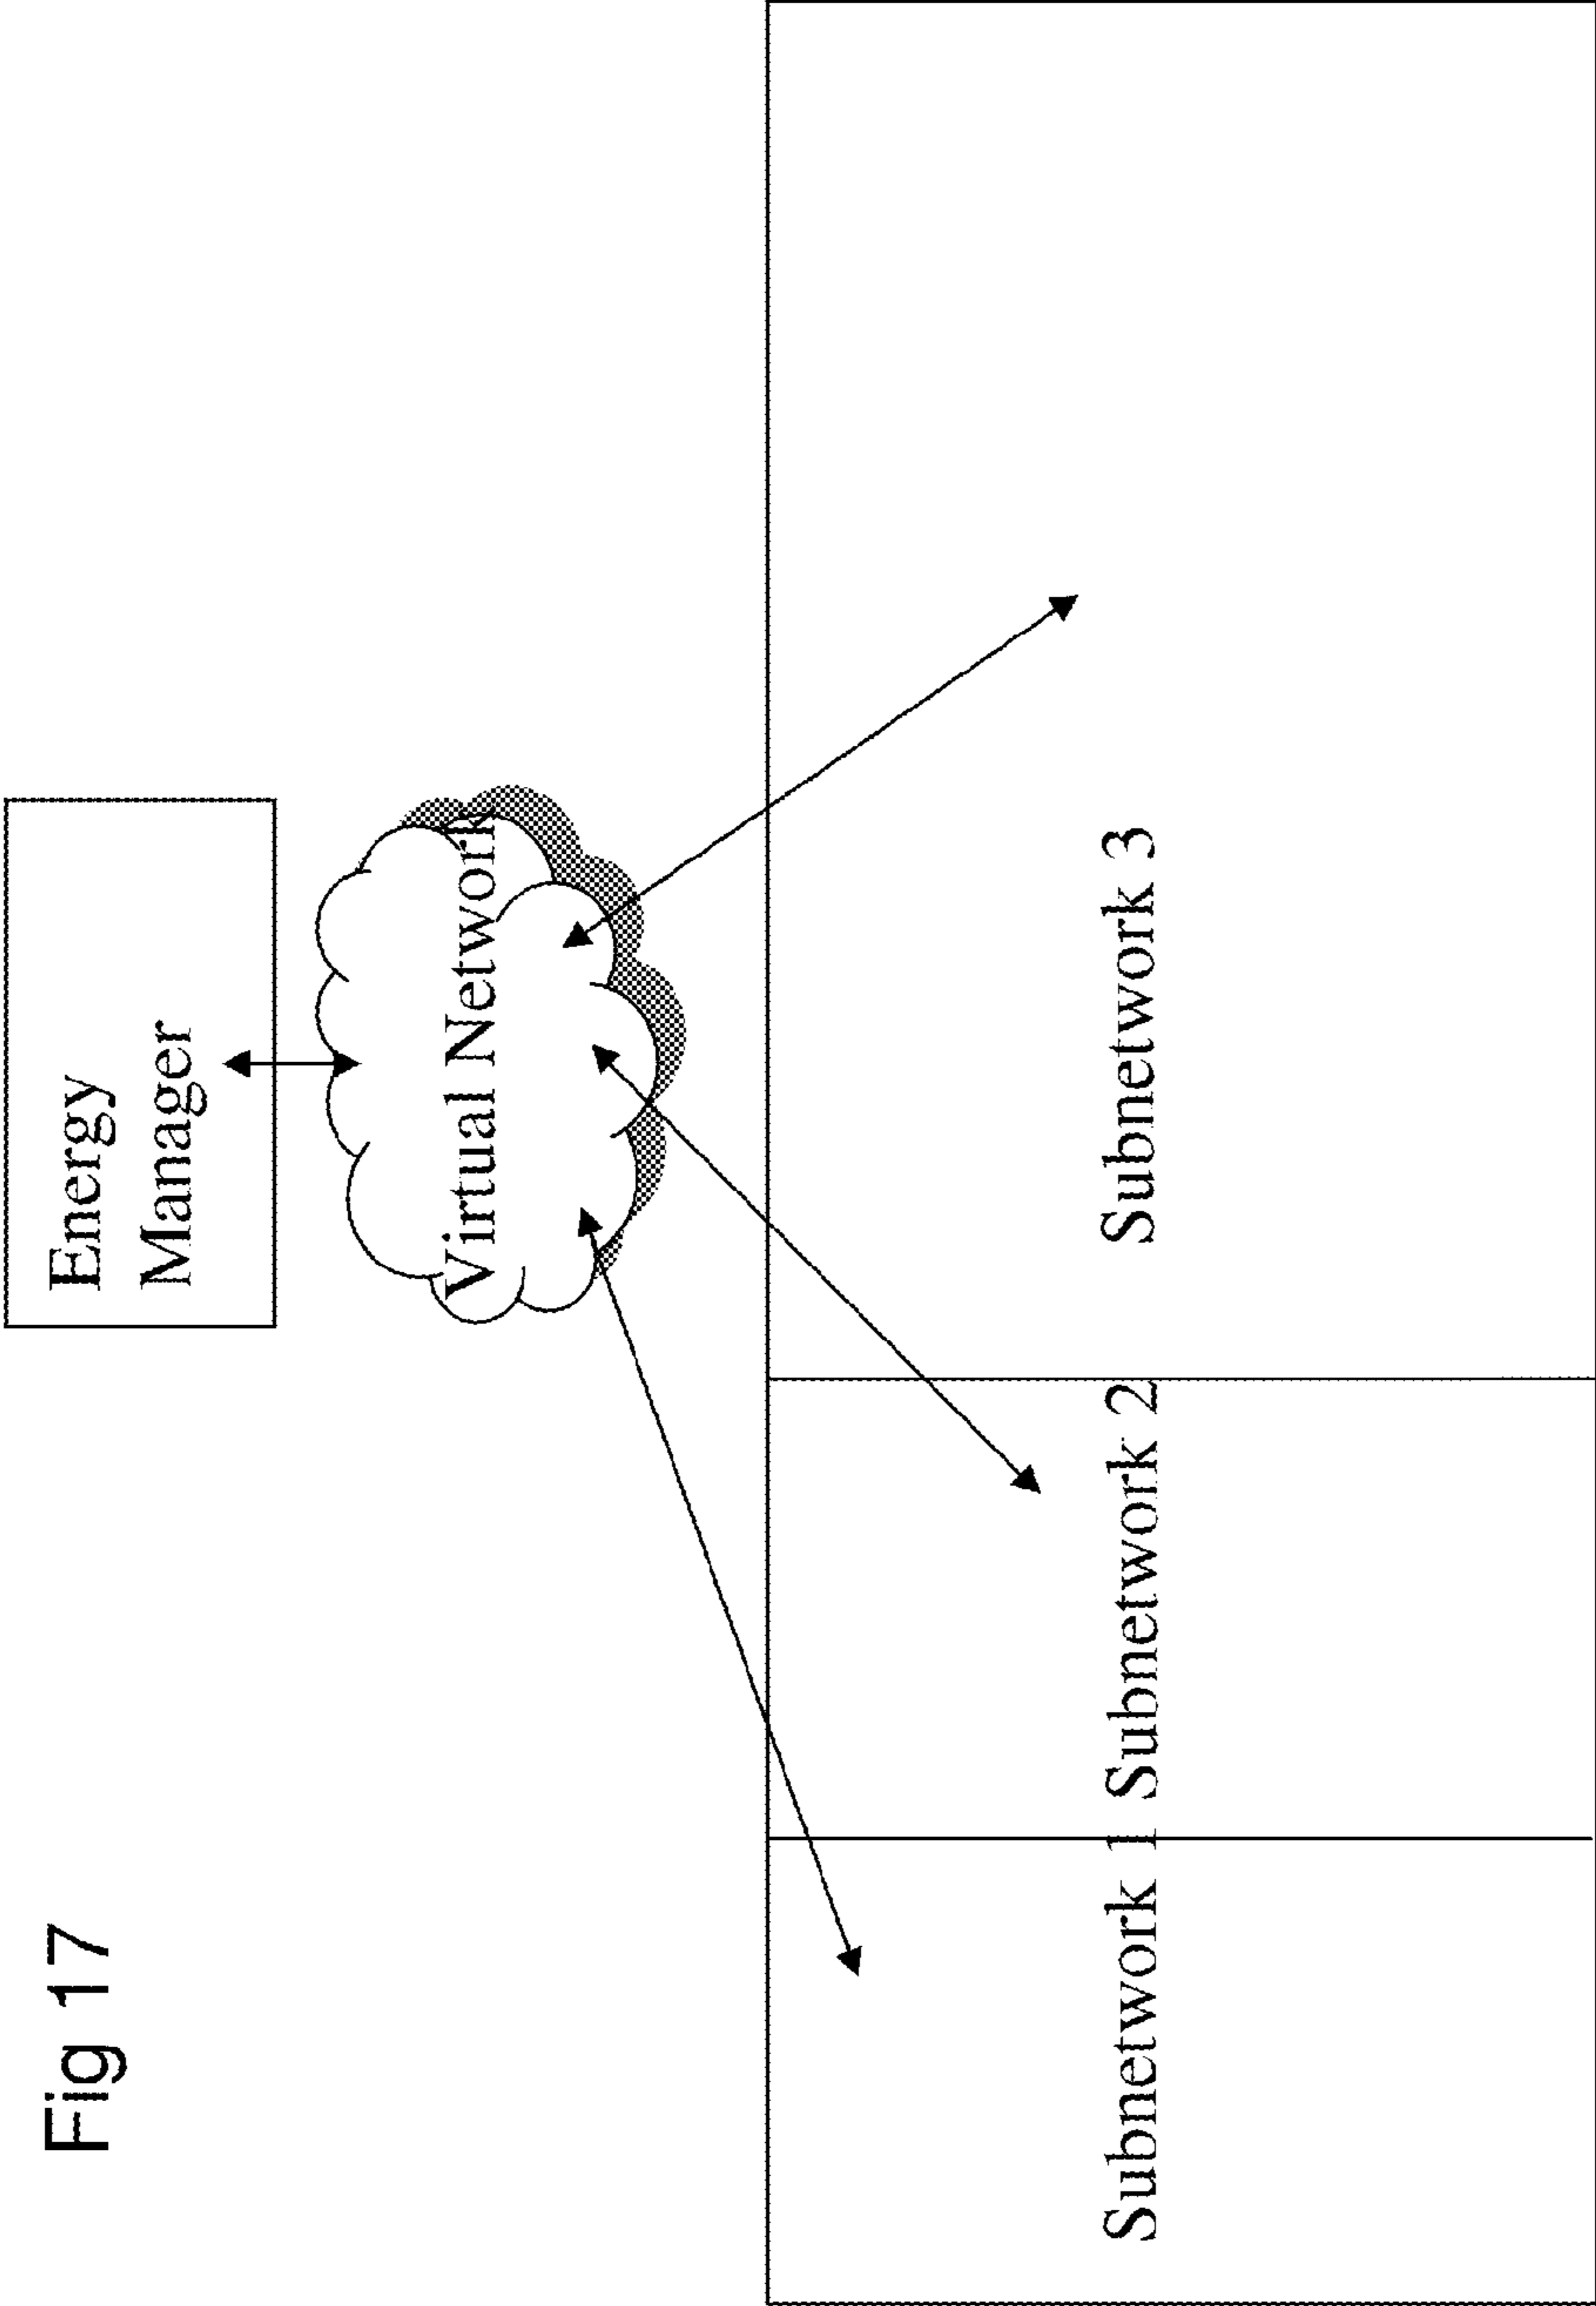 Fig 17
Energy
Manager
Virtual Network
Subnetwork 1
Subnetwork 2
Subnetwork 3